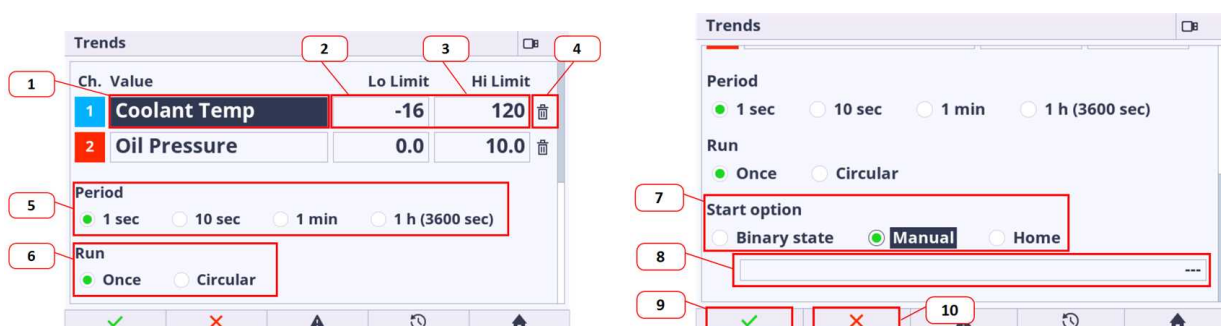 Trends
2
3
4
1
Ch. Value Lo Limit Hi Limit
1 Coolant Temp -16 120
2 Oil Pressure 0.0 10.0
5
Period
1 sec 10 sec 1 min 1 h (3600 sec)
6
Run
Once Circular
Trends
Period
1 sec 10 sec 1 min 1 h (3600 sec)
Run
Once Circular
7
Start option
Binary state Manual Home
8
---
9
10